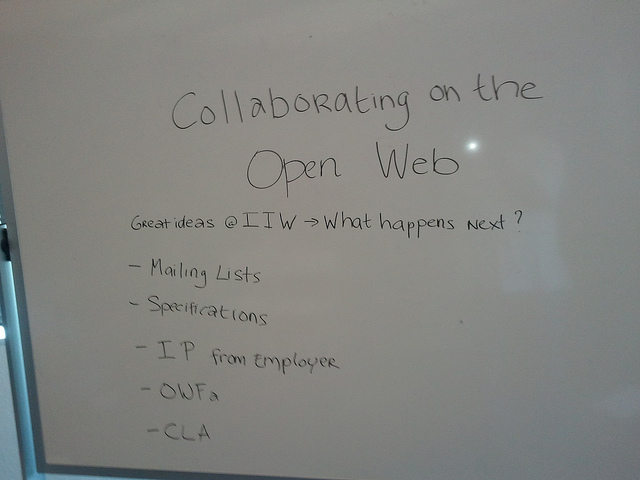 Collaborating on the
Open Web
Great ideas @ IIW → What happens next?
- Mailing Lists
- Specifications
- IP from Employer
- OWFa
- CLA